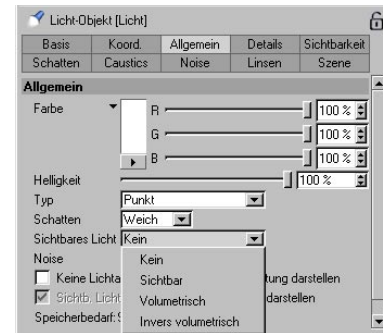 Licht-Objekt [Licht]
Basis Koord. Allgemein Details Sichtbarkeit
Schatten Caustics Noise Linsen Szene
Allgemein
Farbe R 100 %
G 100 %
B 100 %
Helligkeit 100 %
Typ Punkt
Schatten Weich
Sichtbares Licht Kein
Noise Kein
Keine Lichta Sichtbar tung darstellen
Sichtb. Licht Volumetrisch darstellen
Speicherbedarf: Invers volumetrisch